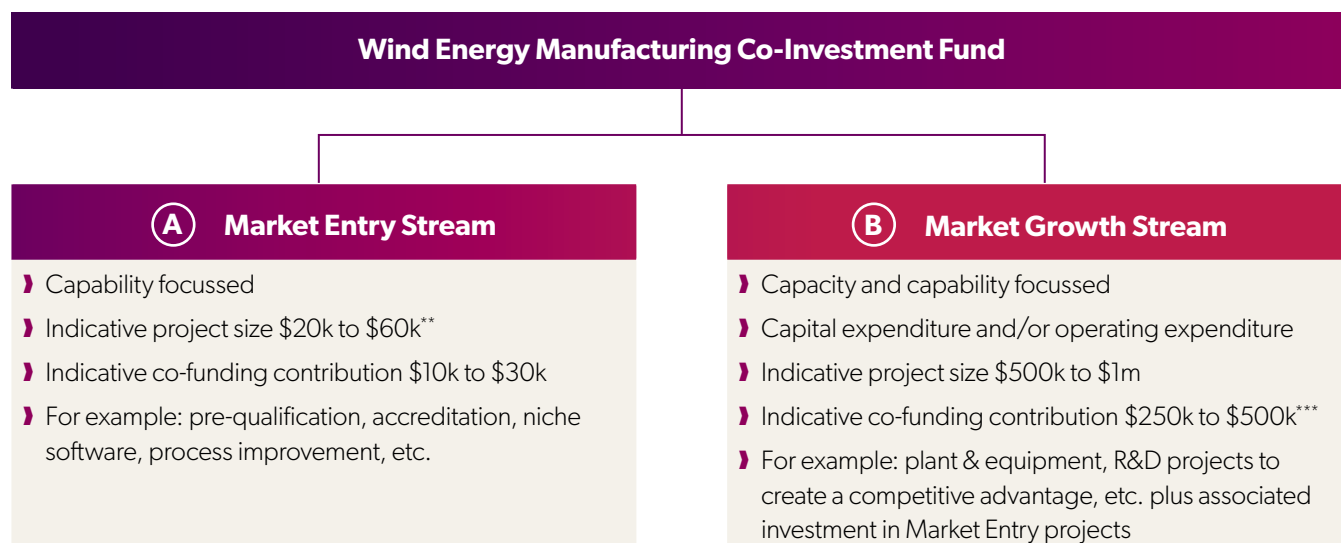 Wind Energy Manufacturing Co-Investment Fund
A Market Entry Stream
Capability focussed
Indicative project size $20k to $60k**
Indicative co-funding contribution $10k to $30k
For example: pre-qualification, accreditation, niche
software, process improvement, etc.
B Market Growth Stream
Capacity and capability focussed
Capital expenditure and/or operating expenditure
Indicative project size $500k to $1m
Indicative co-funding contribution $250k to $500k***
For example: plant & equipment, R&D projects to
create a competitive advantage, etc. plus associated
investment in Market Entry projects